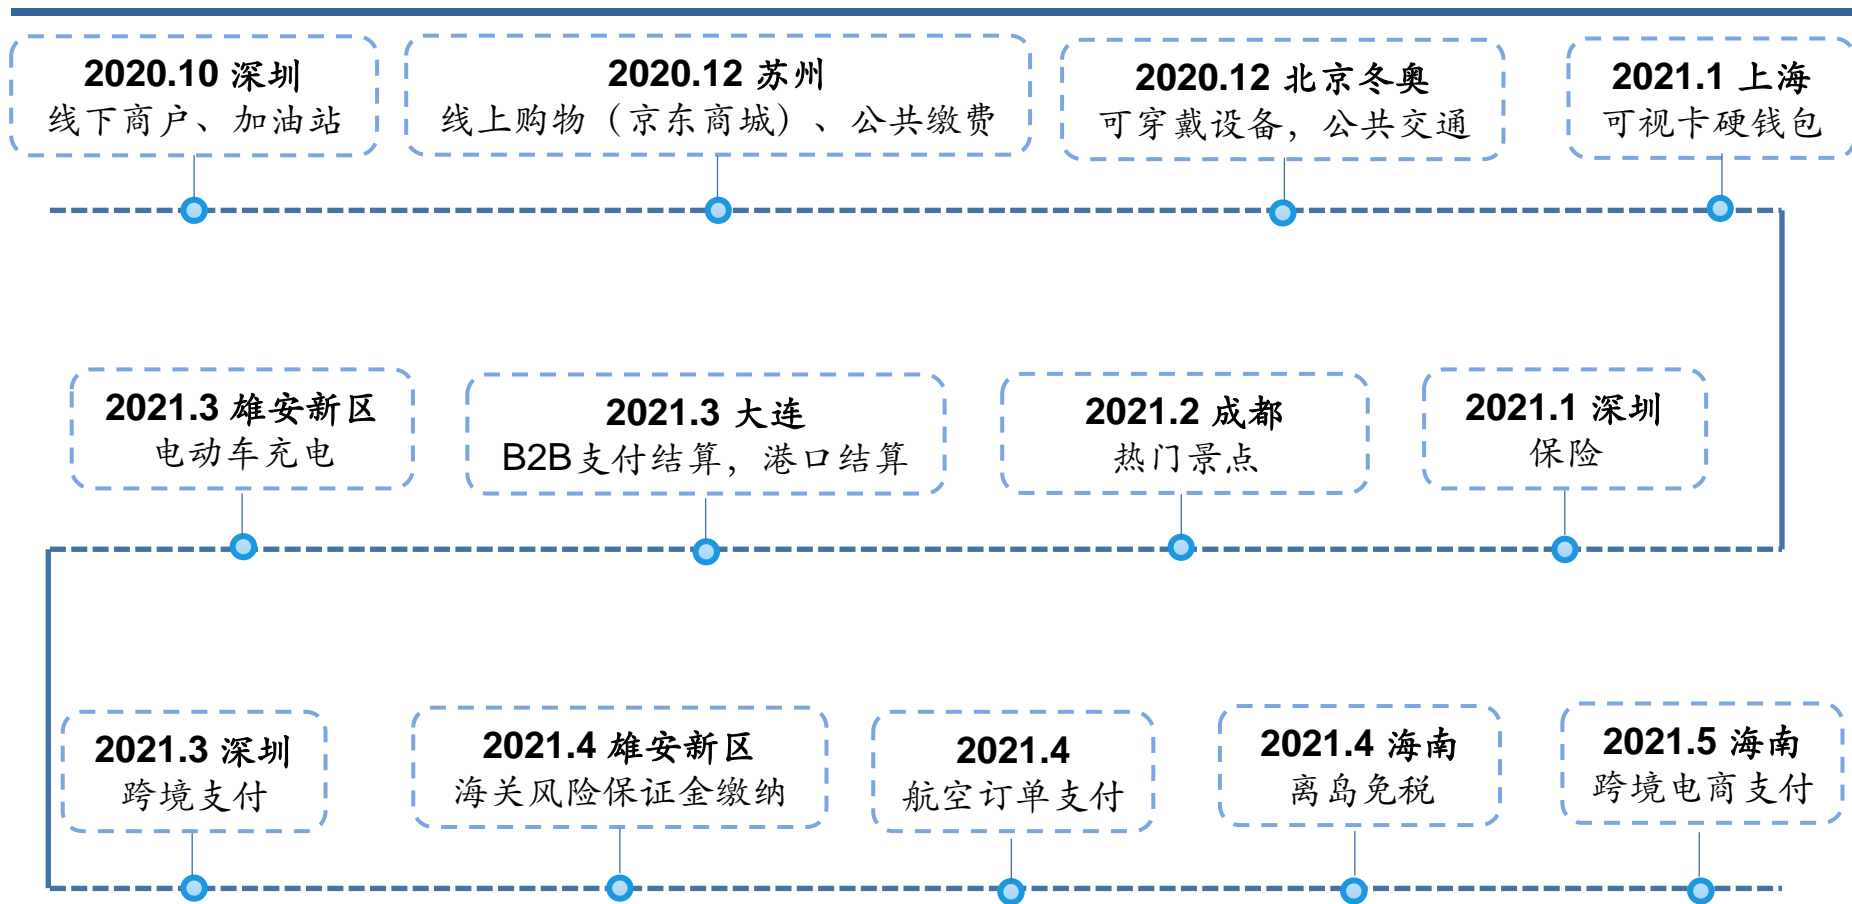 2020.10 深圳
线下商户、加油站
2020.12 苏州
线上购物（京东商城）、公共缴费
2020.12 北京冬奥
可穿戴设备，公共交通
2021.1 上海
可视卡硬钱包
2021.3 雄安新区
电动车充电
2021.3 大连
B2B支付结算，港口结算
2021.2 成都
热门景点
2021.1 深圳
保险
2021.3 深圳
跨境支付
2021.4 雄安新区
海关风险保证金缴纳
2021.4
航空订单支付
2021.4 海南
离岛免税
2021.5 海南
跨境电商支付